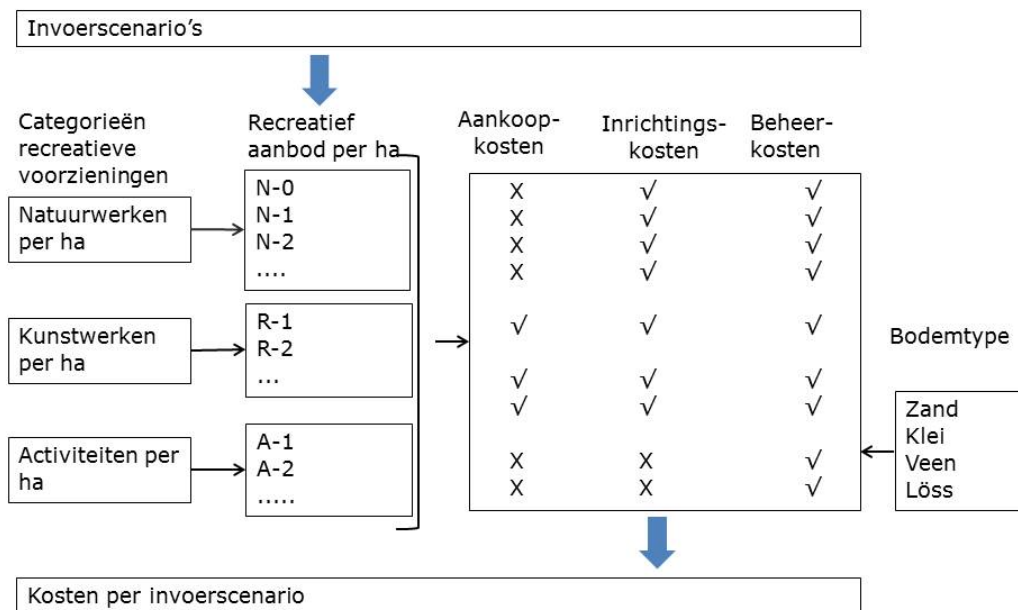 Invoerscenario's
Categorieën
recreatieve
voorzieningen
Recreatief
aanbod per ha
Aankoop-
kosten
Inrichtings-
kosten
Beheer-
kosten
Natuurwerken
per ha
N-0
N-1
N-2
....
X √ √
X √ √
X √ √
X √ √
Kunstwerken
per ha
R-1
R-2
...
√ √ √
√ √ √
√ √ √
Activiteiten per
ha
A-1
A-2
.....
X X √
X X √
Bodemtype
Zand
Klei
Veen
Löss
Kosten per invoerscenario